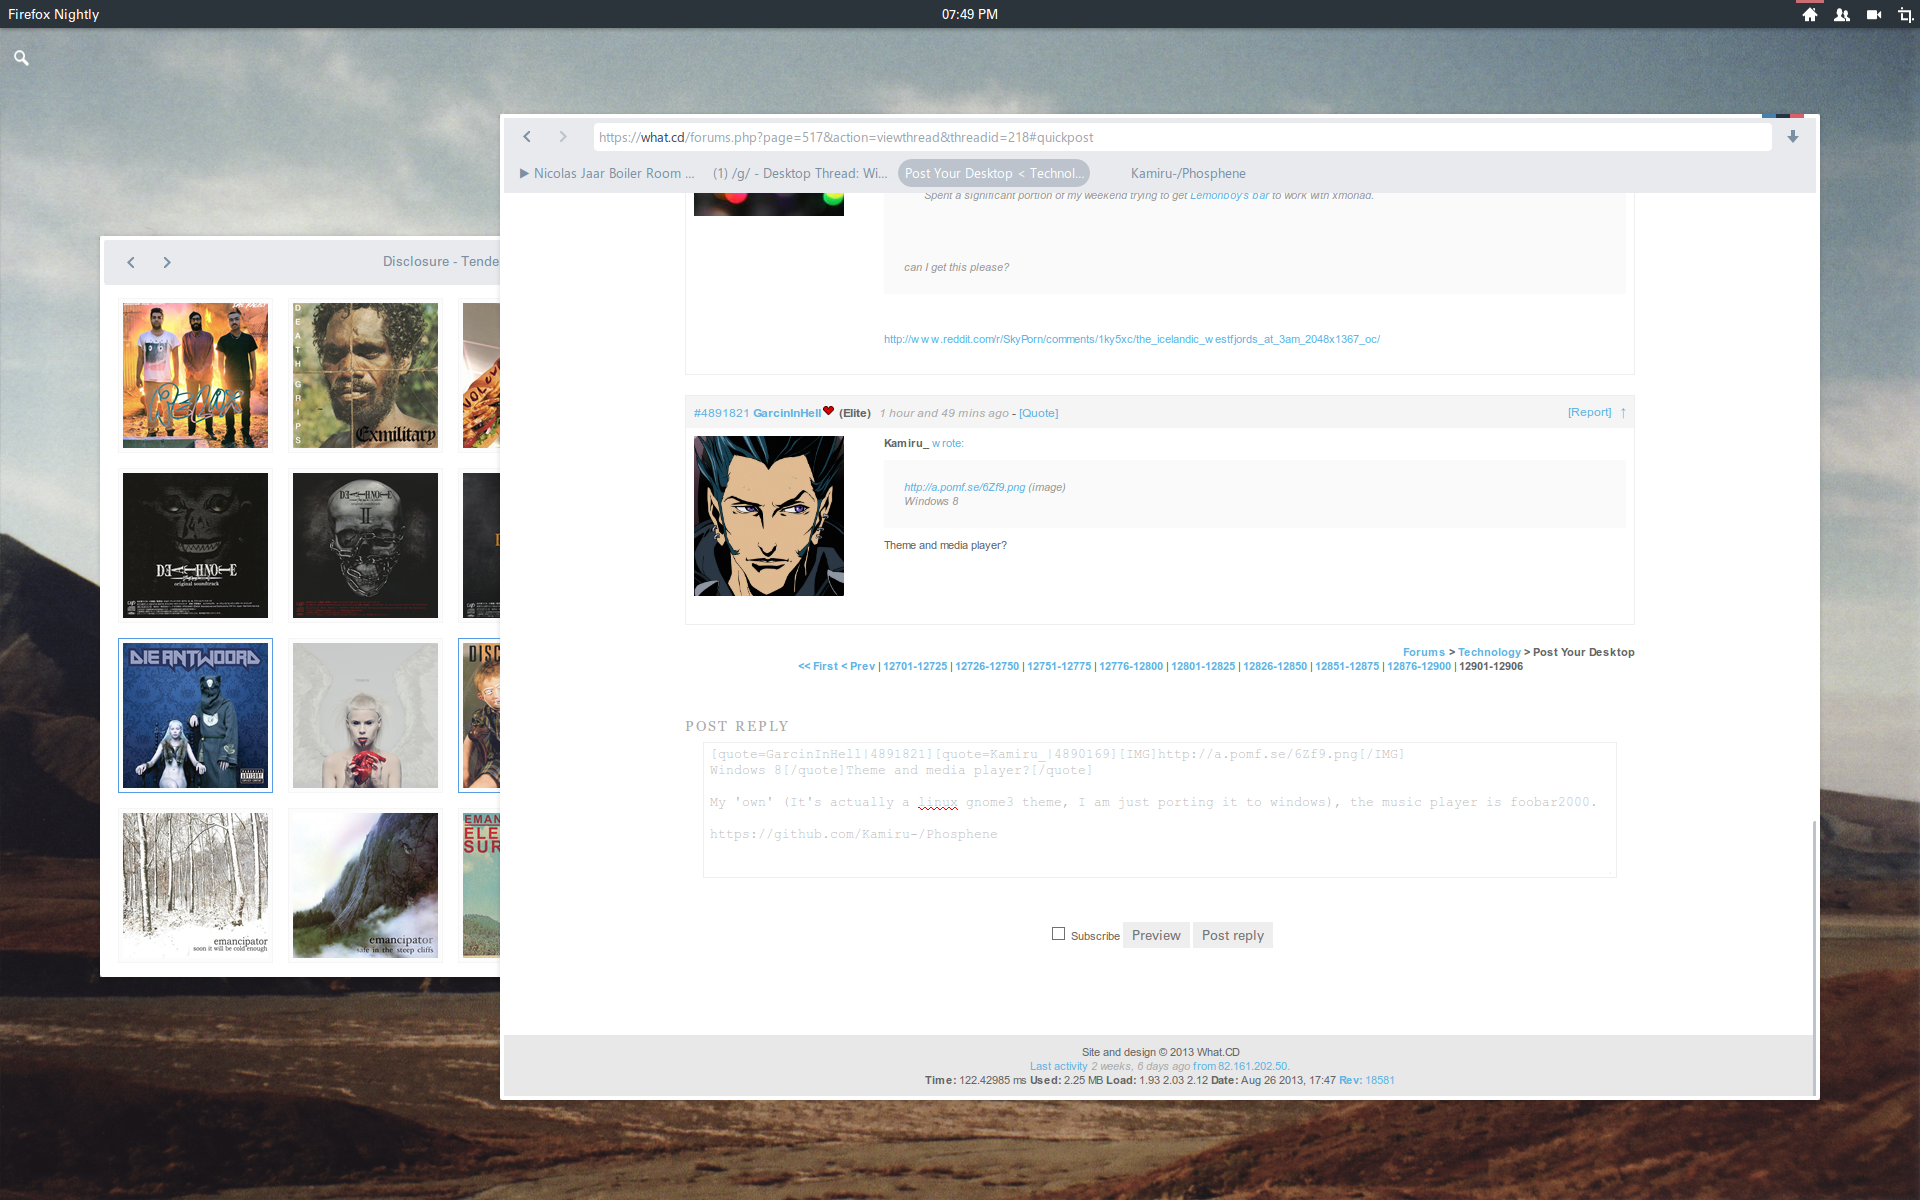 Firefox Nightly
07:49 PM
https://what.cd/forums.php?page=517&action=viewthread&threadid=218#quickpost
Nicolas Jaar Boiler Room ...
(1) /g/ - Desktop Thread: Wi...
Post Your Desktop < Technol...
Kamiru-/Phosphene
Spent a significant portion of my weekend trying to get Lemonboy's bar to work with xmonad.
can I get this please?
http://www.reddit.com/r/SkyPorn/comments/1ky5xc/the_icelandic_westfjords_at_3am_2048x1367_oc/
#4891821 GarcinInHell (Elite) 1 hour and 49 mins ago - [Quote]
[Report] ↑
Kamiru_ wrote:
http://a.pomf.se/6Zf9.png (image)
Windows 8
Theme and media player?
Forums > Technology > Post Your Desktop
<< First < Prev | 12701-12725 | 12726-12750 | 12751-12775 | 12776-12800 | 12801-12825 | 12826-12850 | 12851-12875 | 12876-12900 | 12901-12906
POST REPLY
[quote=GarcinInHell|4891821][quote=Kamiru_|4890169][IMG]http://a.pomf.se/6Zf9.png[/IMG]
Windows 8[/quote]Theme and media player?[/quote]
My 'own' (It's actually a linux gnome3 theme, I am just porting it to windows), the music player is foobar2000.
https://github.com/Kamiru-/Phosphene
Subscribe
Preview
Post reply
Site and design © 2013 What.CD
Last activity 2 weeks, 6 days ago from 82.161.202.50.
Time: 122.42985 ms Used: 2.25 MB Load: 1.93 2.03 2.12 Date: Aug 26 2013, 17:47 Rev: 18581
Disclosure - Tende
RELAX
DEATH GRIPS
Exmilitary
DEATH NOTE
original soundtrack
DEATH NOTE
II
DIE ANTWOORD
DISC
emancipator
soon it will be cold enough
emancipator
safe in the steep cliffs
EMAN
ELE
SUR